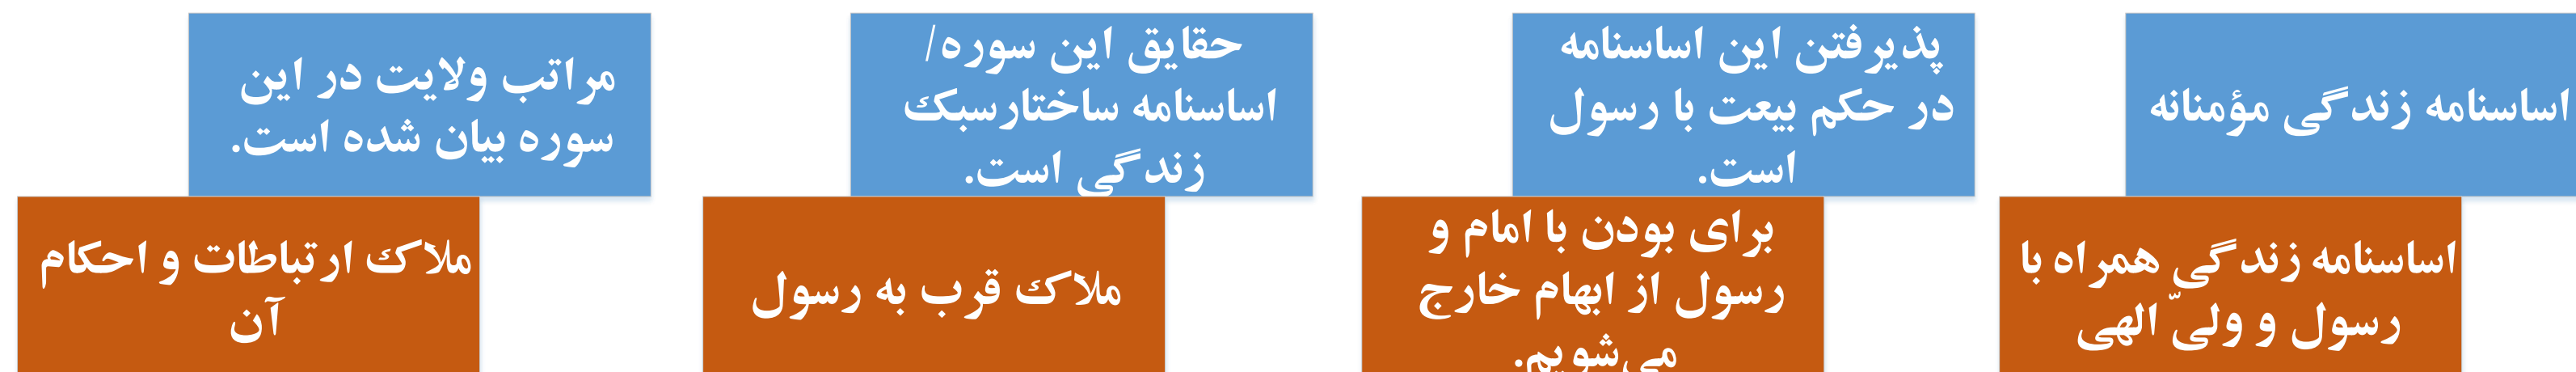 اساسنامه زندگی مؤمنانه
اساسنامه زندگی همراه با
رسول و ولیّ الهی
پذیرفتن این اساسنامه
در حکم بیعت با رسول
است.
برای بودن با امام و
رسول از ابهام خارج
می‌شویم.
حقایق این سوره/
اساسنامه ساختارسبک
زندگی است.
ملاک قرب به رسول
مراتب ولایت در این
سوره بیان شده است.
ملاک ارتباطات و احکام
آن